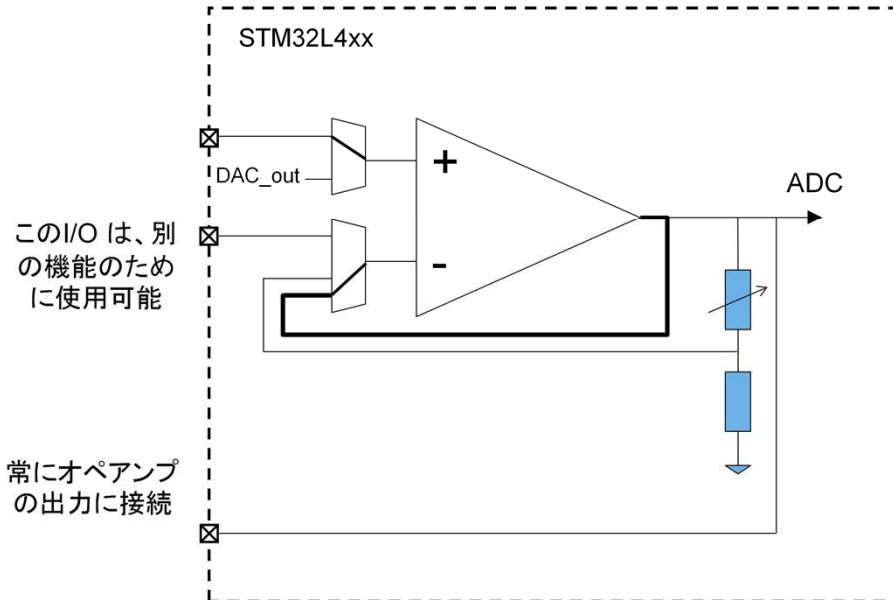 STM32L4xx
+
DAC_out
ADC
このI/O は、別
の機能のため
に使用可能
-
常にオペアンプ
の出力に接続